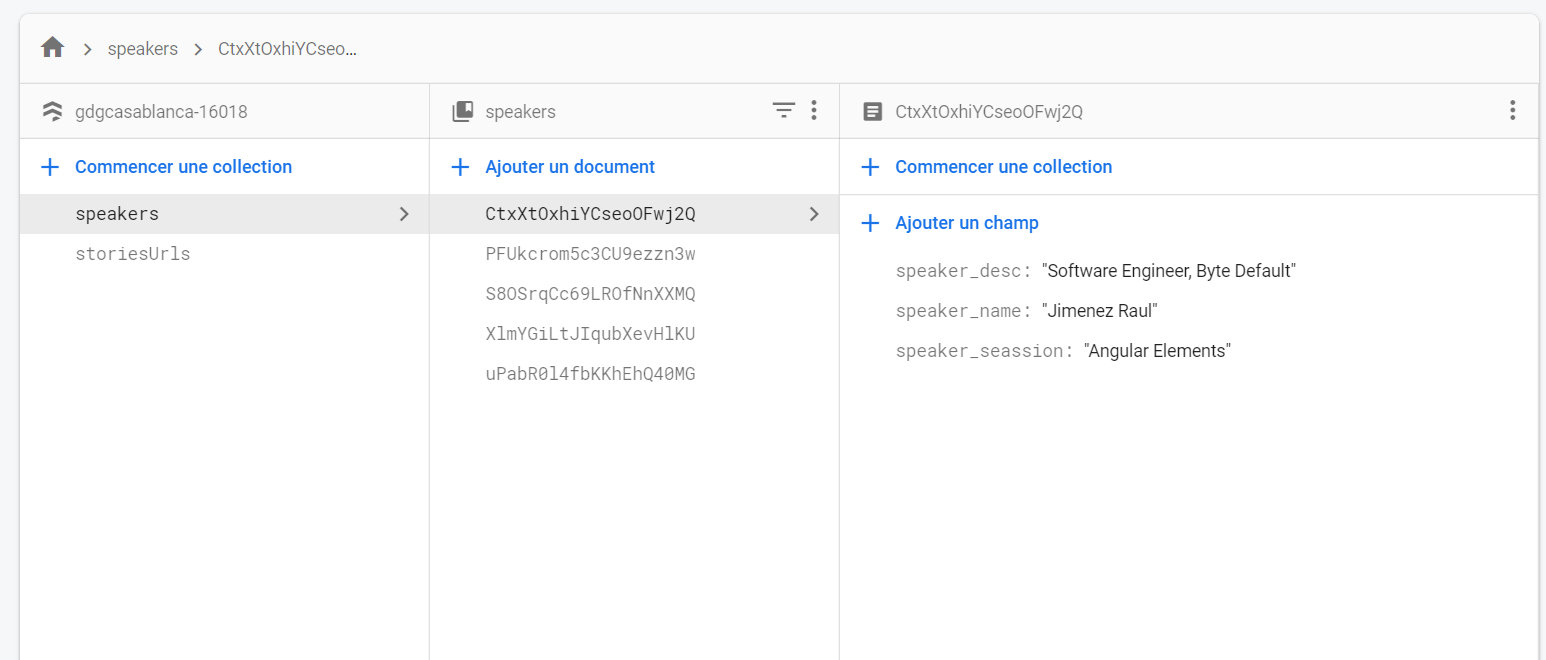 speakers CtxXtOxhiYCseo...
gdgcasablanca-16018
Commencer une collection
speakers
storiesUrls
speakers
Ajouter un document
CtxXtOxhiYCseoOFwj2Q
PFUkcrom5c3CU9ezzn3w
S8OSrqCc69LROfNnXXMQ
XlmYGiLtJIqubXevHlKU
uPabR0l4fbKKhEhQ40MG
CtxXtOxhiYCseoOFwj2Q
Commencer une collection
Ajouter un champ
speaker_desc: "Software Engineer, Byte Default"
speaker_name: "Jimenez Raul"
speaker_seassion: "Angular Elements"